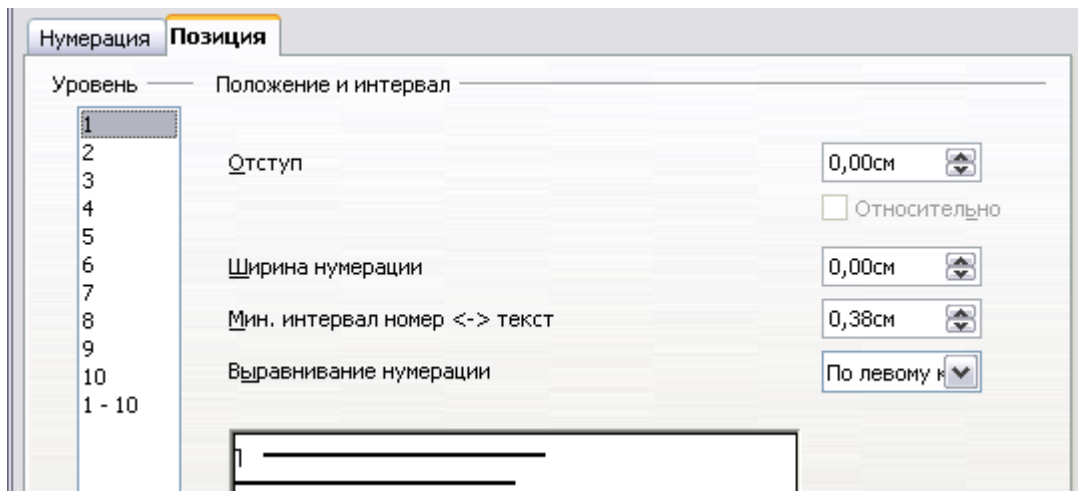 Нумерация Позиция
Уровень Положение и интервал
1
2
3
4
5
6
7
8
9
10
1 - 10
Отступ 0,00см
Относительно
Ширина нумерации 0,00см
Мин. интервал номер <-> текст 0,38см
Выравнивание нумерации По левому к